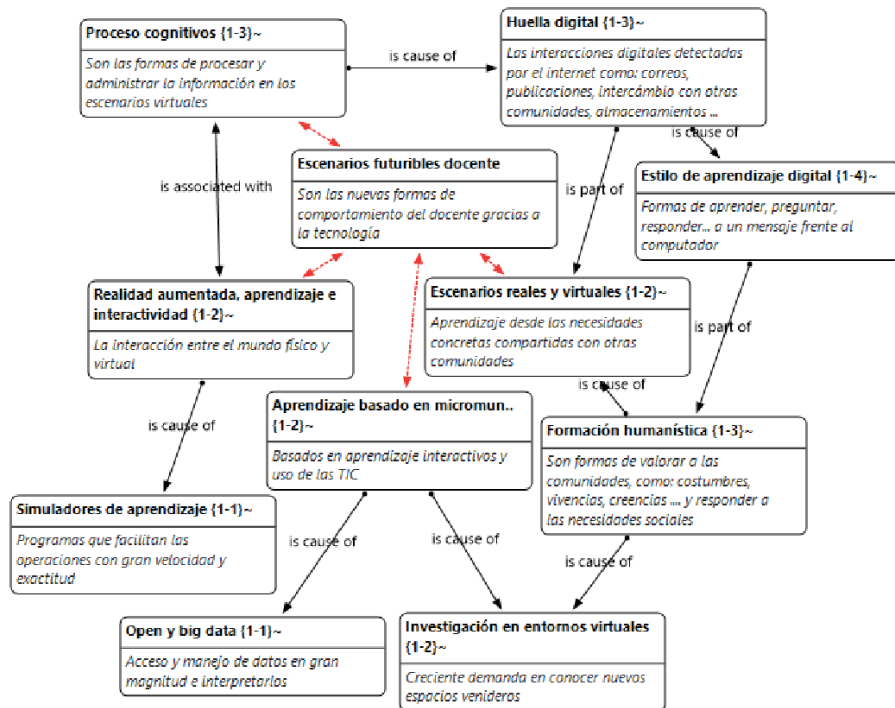 Proceso cognitivos {1-3}~
Son las formas de procesar y
administrar la información en los
escenarios virtuales
is cause of
Huella digital {1-3}~
Las interacciones digitales detectadas
por el internet como: correos,
publicaciones, intercámbio con otras
comunidades, almacenamientos ...
is cause of
is associated with
Escenarios futuribles docente
Son las nuevas formas de
comportamiento del docente gracias a
la tecnología
is part of
Estilo de aprendizaje digital {1-4}~
Formas de aprender, preguntar,
responder... a un mensaje frente al
computador
Realidad aumentada, aprendizaje e
interactividad {1-2}~
La interacción entre el mundo físico y
virtual
Escenarios reales y virtuales {1-2}~
Aprendizaje desde las necesidades
concretas compartidas con otras
comunidades
is part of
is cause of
is cause of
Aprendizaje basado en micromun..
{1-2}~
Basados en aprendizaje interactivos y
uso de las TIC
Formación humanística {1-3}~
Son formas de valorar a las
comunidades, como: costumbres,
vivencias, creencias .... y responder a
las necesidades sociales
Simuladores de aprendizaje {1-1}~
Programas que facilitan las
operaciones con gran velocidad y
exactitud
is cause of
is cause of
is cause of
Open y big data {1-1}~
Acceso y manejo de datos en gran
magnitud e interpretarlos
Investigación en entornos virtuales
{1-2}~
Creciente demanda en conocer nuevos
espacios venideros